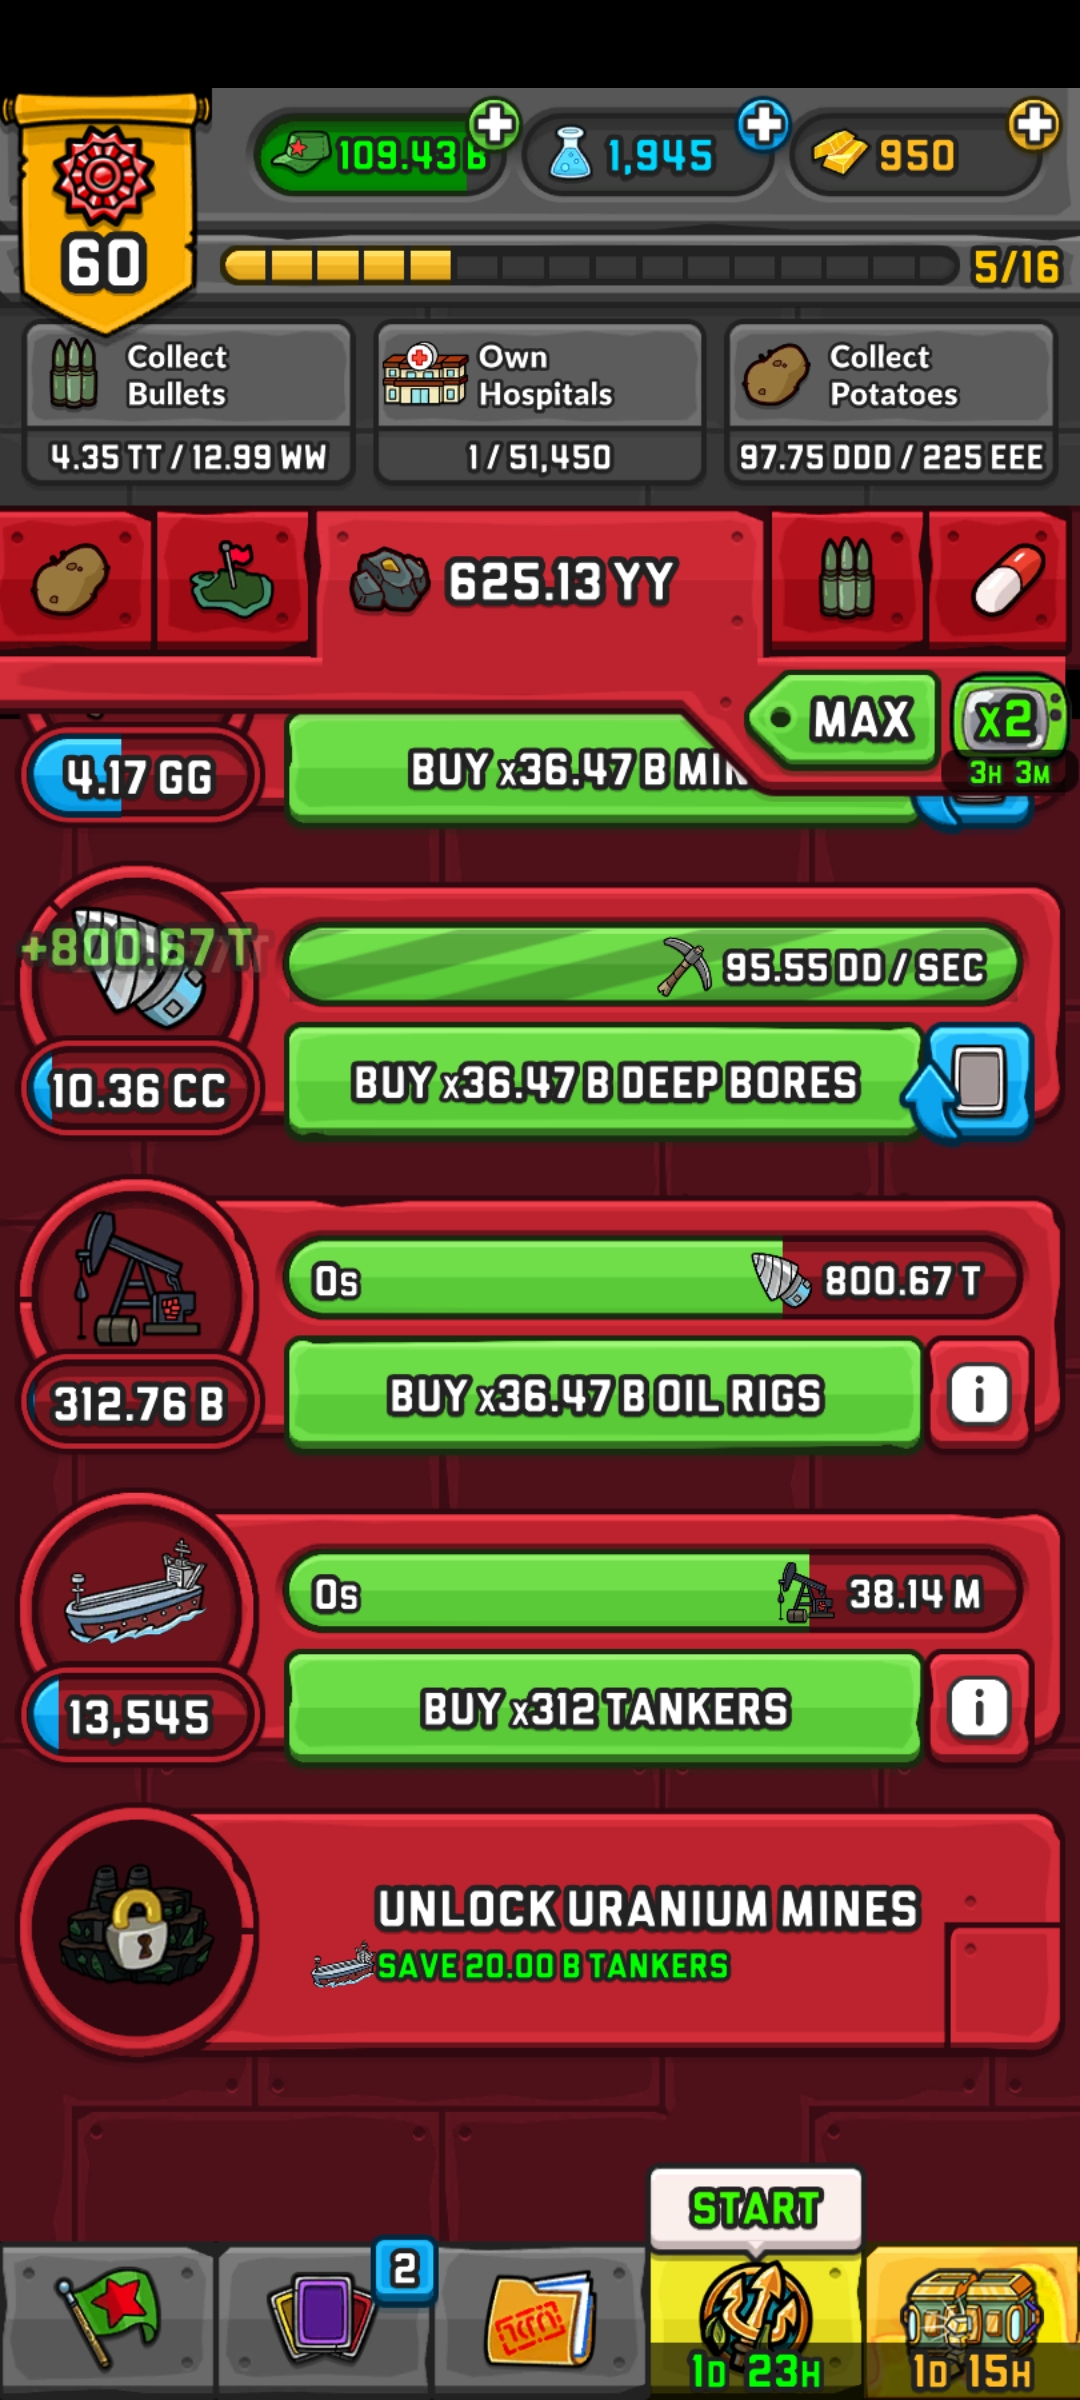 109.43 B
1,945
950
60
5/16
Collect
Bullets
Own
Hospitals
Collect
Potatoes
4.35 TT / 12.99 WW
1 / 51,450
97.75 DDD / 225 EEE
625.13 YY
MAX
x2
3H 3M
4.17 GG
BUY x36.47 B
+800.67 T
95.55 DD / SEC
10.36 CC
BUY x36.47 B DEEP BORES
0s
800.67 T
312.76 B
BUY x36.47 B OIL RIGS
i
0s
38.14 M
13,545
BUY x312 TANKERS
i
UNLOCK URANIUM MINES
SAVE 20.00 B TANKERS
START
2
1D 23H
1D 15H